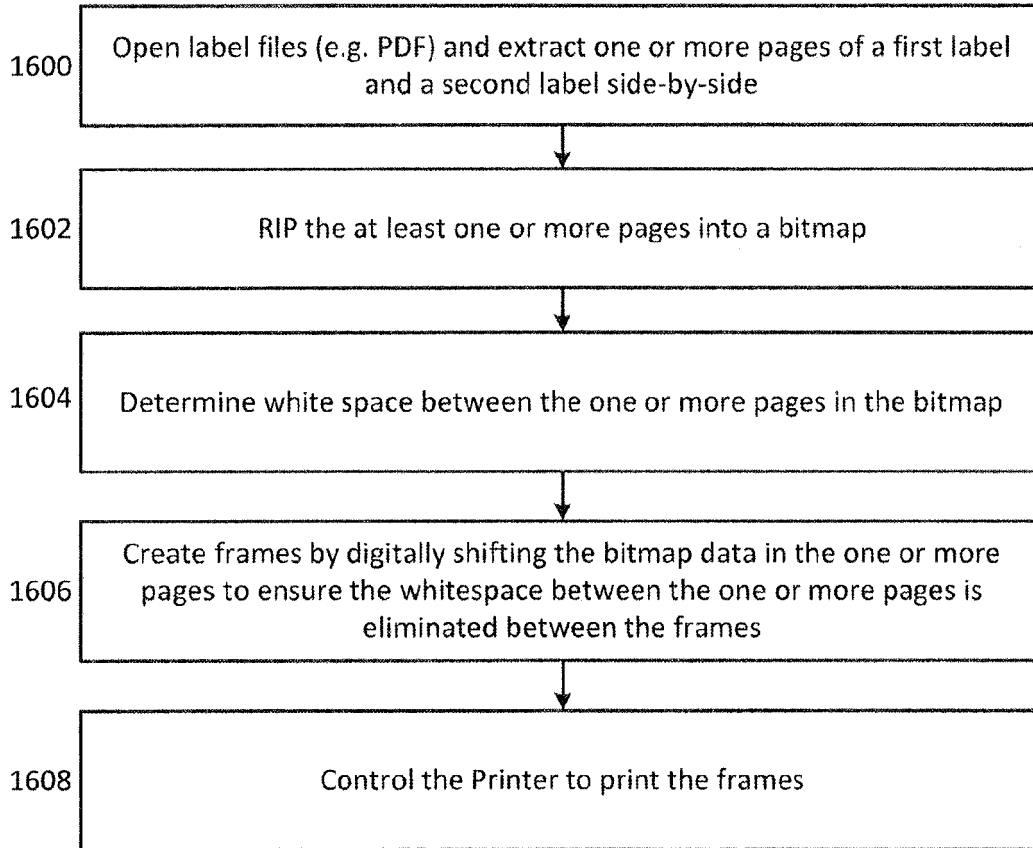 1600
Open label files (e.g. PDF) and extract one or more pages of a first label
and a second label side-by-side
1602
RIP the at least one or more pages into a bitmap
1604
Determine white space between the one or more pages in the bitmap
Create frames by digitally shifting the bitmap data in the one or more
1606
pages to ensure the whitespace between the one or more pages is
eliminated between the frames
1608
Control the Printer to print the frames